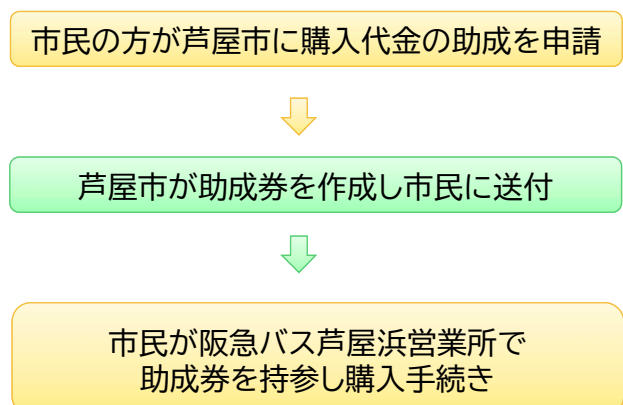 市民の方が芦屋市に購入代金の助成を申請
芦屋市が助成券を作成し市民に送付
市民が阪急バス芦屋浜営業所で
助成券を持参し購入手続き